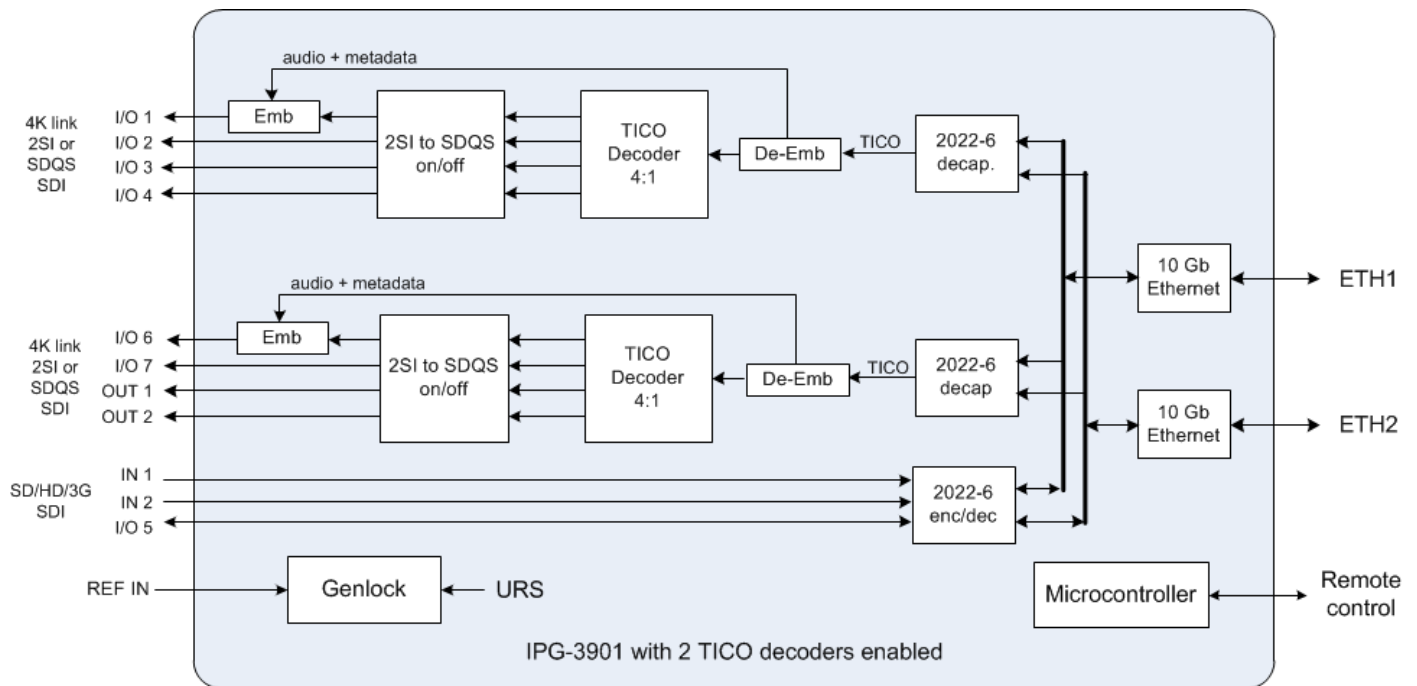 audio + metadata
4K link
2SI or
SDQS
SDI
I/O 1
I/O 2
I/O 3
I/O 4
Emb
2SI to SDQS
on/off
TICO
Decoder
4:1
De-Emb
TICO
2022-6
decap.
10 Gb
Ethernet
ETH1
audio + metadata
4K link
2SI or
SDQS
SDI
I/O 6
I/O 7
OUT 1
OUT 2
Emb
2SI to SDQS
on/off
TICO
Decoder
4:1
De-Emb
TICO
2022-6
decap
10 Gb
Ethernet
ETH2
SD/HD/3G
SDI
IN 1
IN 2
I/O 5
2022-6
enc/dec
REF IN
Genlock
URS
Microcontroller
Remote
control
IPG-3901 with 2 TICO decoders enabled